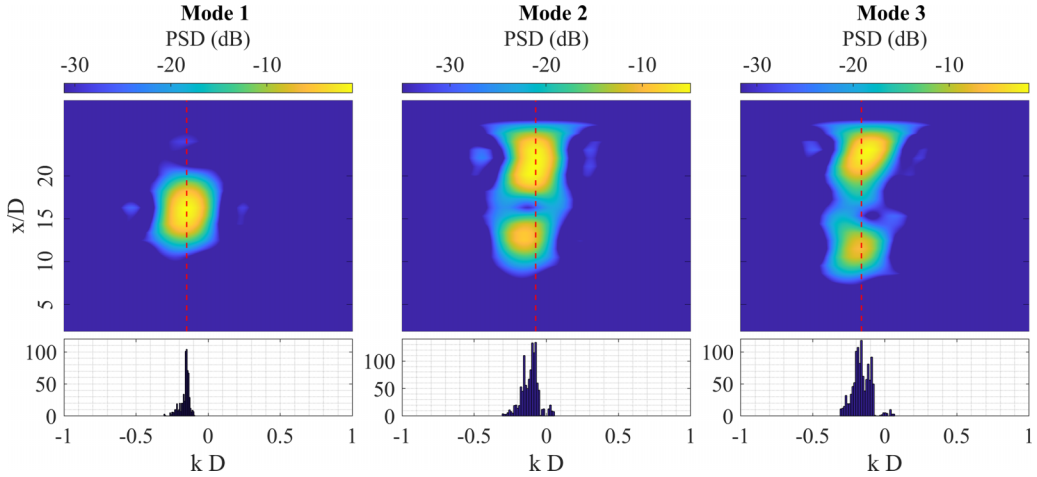 Mode 1 Mode 2 Mode 3
PSD (dB) PSD (dB) PSD (dB)
-30 -20 -10 -30 -20 -10 -30 -20 -10
20
15
x/D
10
5
100 100 100
50 50 50
0 0 0
-1 -0.5 0 0.5 1 -1 -0.5 0 0.5 1 -1 -0.5 0 0.5 1
k D k D k D